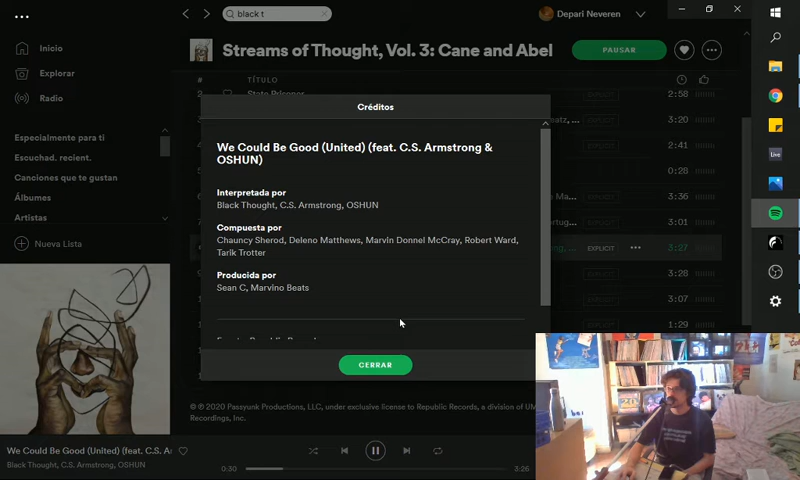 black t
Depari Neveren
Inicio
Explorar
Radio
Especialmente para ti
Escuchad. recient.
Canciones que te gustan
Álbumes
Artistas
Nueva Lista
Streams of Thought, Vol. 3: Cane and Abel
PAUSAR
# TÍTULO
State Prisoner
2:58
3:20
2:41
0:28
3:36
3:01
EXPLICIT
3:27
3:28
3:07
1:29
Créditos
We Could Be Good (United) (feat. C.S. Armstrong &
OSHUN)
Interpretada por
Black Thought, C.S. Armstrong, OSHUN
Compuesta por
Chauncy Sherod, Deleno Matthews, Marvin Donnel McCray, Robert Ward,
Tarik Trotter
Producida por
Sean C, Marvino Beats
CERRAR
© ℗ 2020 Passyunk Productions, LLC, under exclusive license to Republic Records, a division of UM
Recordings, Inc.
We Could Be Good (United) (feat. C.S. A
Black Thought, C.S. Armstrong, OSHUN
0:30
3:26
live